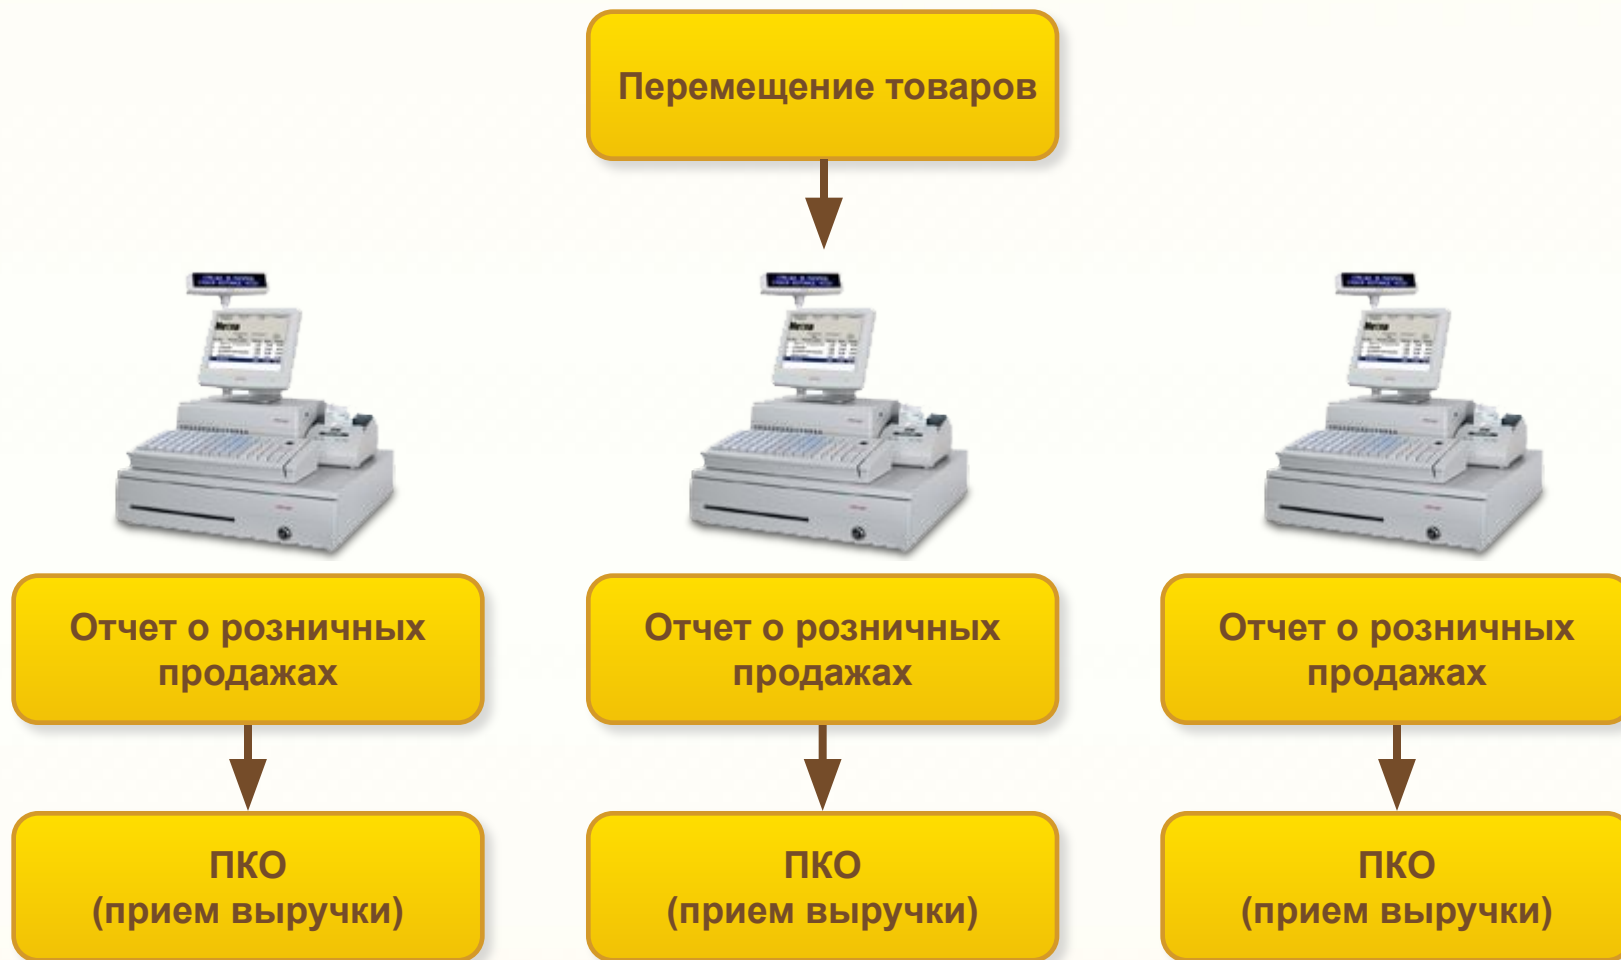 Перемещение товаров
Отчет о розничных
продажах
Отчет о розничных
продажах
Отчет о розничных
продажах
ПКО
(прием выручки)
ПКО
(прием выручки)
ПКО
(прием выручки)